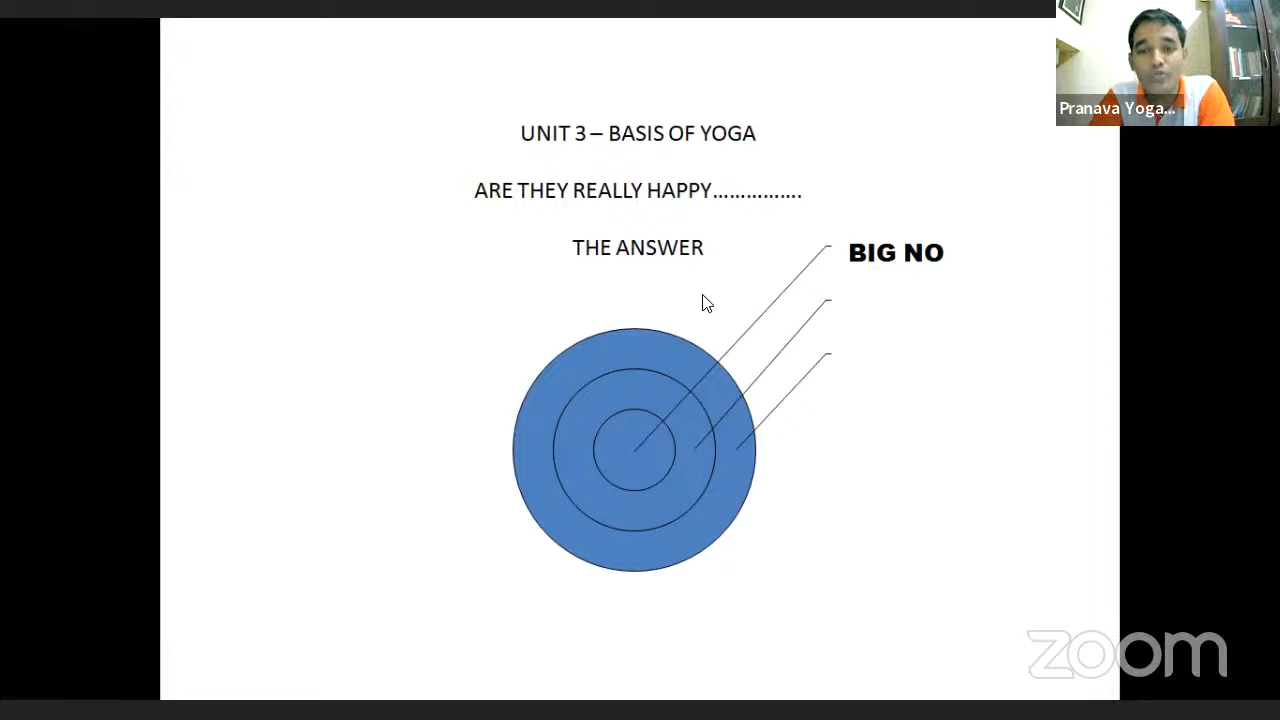 Pranava Yoga...
UNIT 3 – BASIS OF YOGA
ARE THEY REALLY HAPPY................
THE ANSWER
BIG NO
zoom